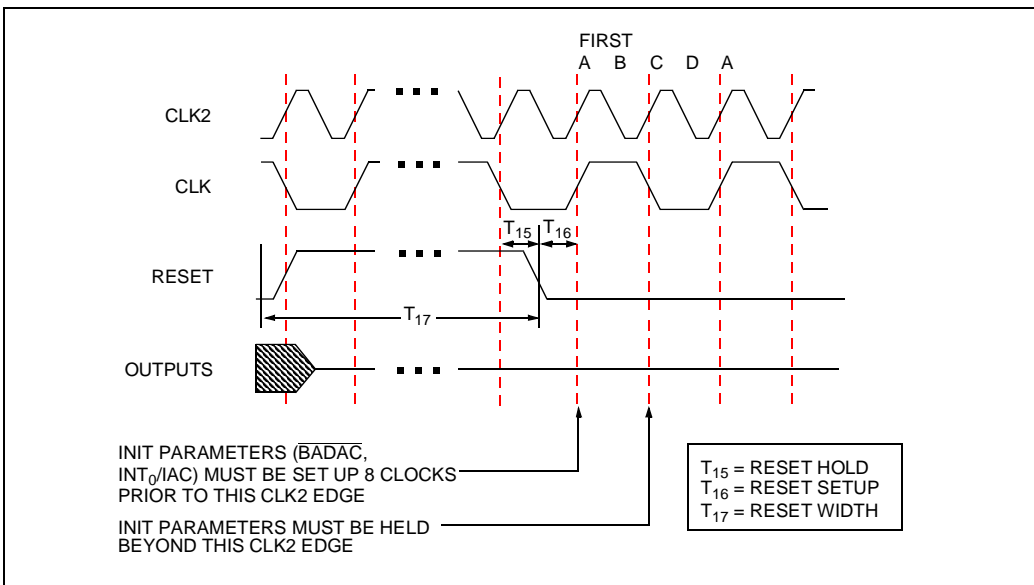 FIRST
A B C D A
CLK2
CLK
T15 T16
RESET
T17
OUTPUTS
INIT PARAMETERS (BADAC,
INT0/IAC) MUST BE SET UP 8 CLOCKS
PRIOR TO THIS CLK2 EDGE
INIT PARAMETERS MUST BE HELD
BEYOND THIS CLK2 EDGE
T15 = RESET HOLD
T16 = RESET SETUP
T17 = RESET WIDTH